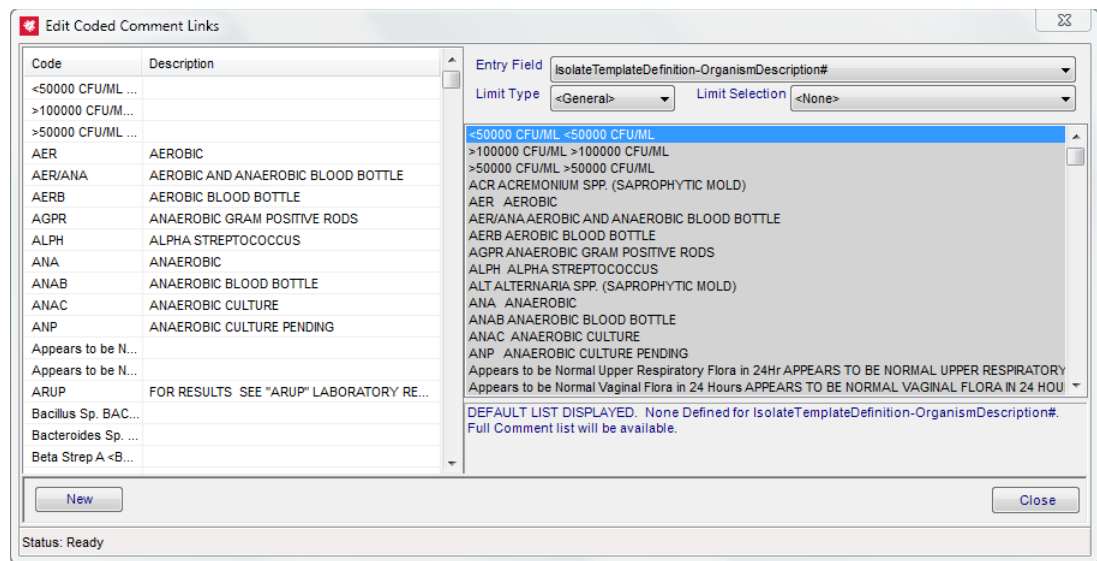 Edit Coded Comment Links
Code Description
<50000 CFU/ML ...
>100000 CFU/M...
>50000 CFU/ML ...
AER AEROBIC
AER/ANA AEROBIC AND ANAEROBIC BLOOD BOTTLE
AERB AEROBIC BLOOD BOTTLE
AGPR ANAEROBIC GRAM POSITIVE RODS
ALPH ALPHA STREPTOCOCCUS
ANA ANAEROBIC
ANAB ANAEROBIC BLOOD BOTTLE
ANAC ANAEROBIC CULTURE
ANP ANAEROBIC CULTURE PENDING
Appears to be N...
Appears to be N...
ARUP FOR RESULTS SEE "ARUP" LABORATORY RE...
Bacillus Sp. BAC...
Bacteroides Sp. ...
Beta Strep A <B...
Entry Field IsolateTemplateDefinition-OrganismDescription#
Limit Type <General> Limit Selection <None>
<50000 CFU/ML <50000 CFU/ML
>100000 CFU/ML >100000 CFU/ML
>50000 CFU/ML >50000 CFU/ML
ACR ACREMONIUM SPP. (SAPROPHYTIC MOLD)
AER AEROBIC
AER/ANA AEROBIC AND ANAEROBIC BLOOD BOTTLE
AERB AEROBIC BLOOD BOTTLE
AGPR ANAEROBIC GRAM POSITIVE RODS
ALPH ALPHA STREPTOCOCCUS
ALT ALTERNARIA SPP. (SAPROPHYTIC MOLD)
ANA ANAEROBIC
ANAB ANAEROBIC BLOOD BOTTLE
ANAC ANAEROBIC CULTURE
ANP ANAEROBIC CULTURE PENDING
Appears to be Normal Upper Respiratory Flora in 24Hr APPEARS TO BE NORMAL UPPER RESPIRATORY
Appears to be Normal Vaginal Flora in 24 Hours APPEARS TO BE NORMAL VAGINAL FLORA IN 24 HOU
DEFAULT LIST DISPLAYED. None Defined for IsolateTemplateDefinition-OrganismDescription#.
Full Comment list will be available.
New Close
Status: Ready